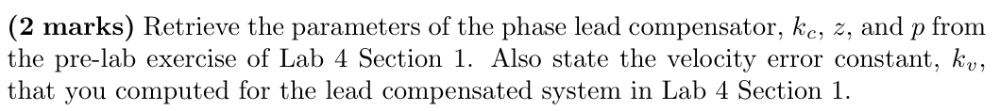 (2 marks) Retrieve the parameters of the phase lead compensator, k_c, z, and p from
the pre-lab exercise of Lab 4 Section 1. Also state the velocity error constant, k_v,
that you computed for the lead compensated system in Lab 4 Section 1.